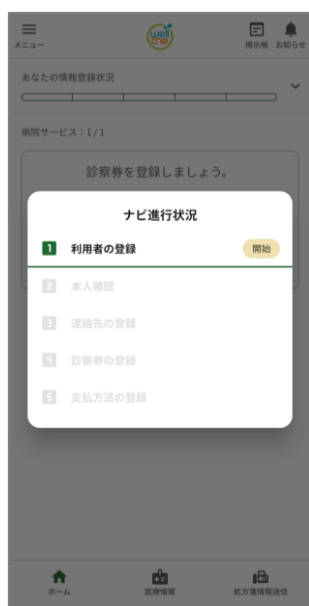 メニュー
well one
掲示板 お知らせ
あなたの情報登録状況
病院サービス：1/1
診察券を登録しましょう。
ナビ進行状況
1 利用者の登録 開始
2 本人確認
3 連絡先の登録
4 診察券の登録
5 支払方法の登録
ホーム 医療情報 処方箋情報送信